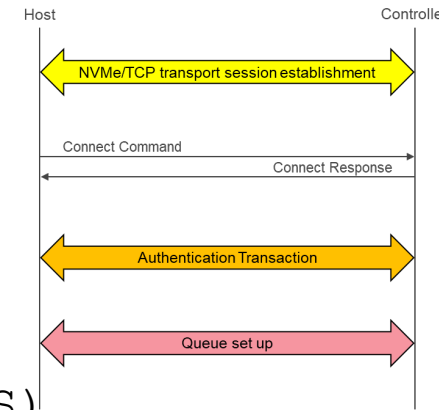 Host Controlle
NVMe/TCP transport session establishment
Connect Command
Connect Response
Authentication Transaction
Queue set up
S)